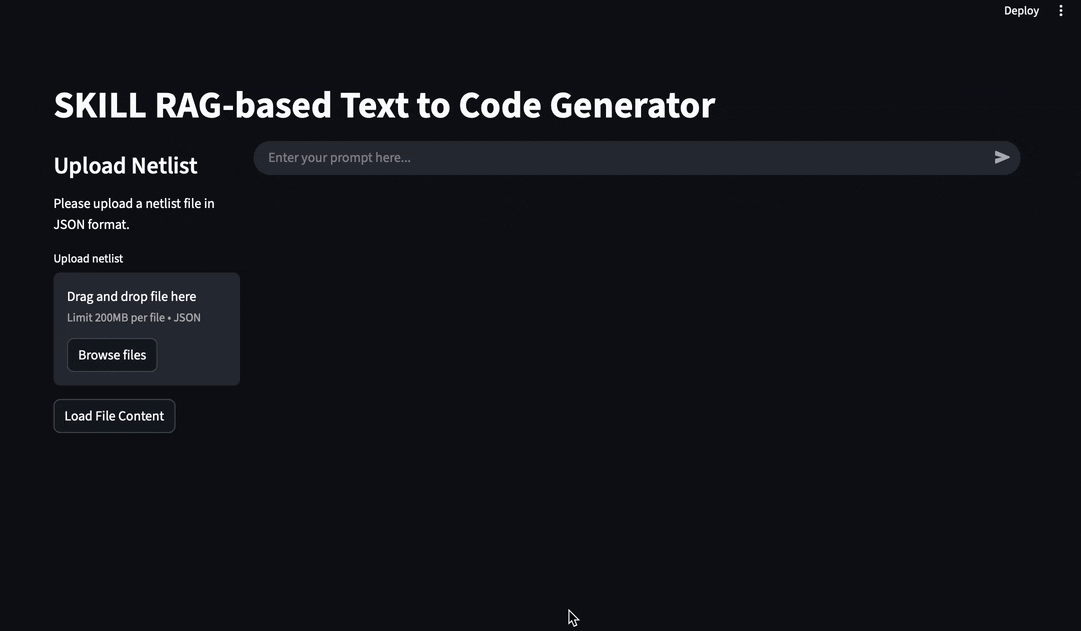 Deploy
SKILL RAG-based Text to Code Generator
Upload Netlist
Enter your prompt here...
Please upload a netlist file in
JSON format.
Upload netlist
Drag and drop file here
Limit 200MB per file • JSON
Browse files
Load File Content